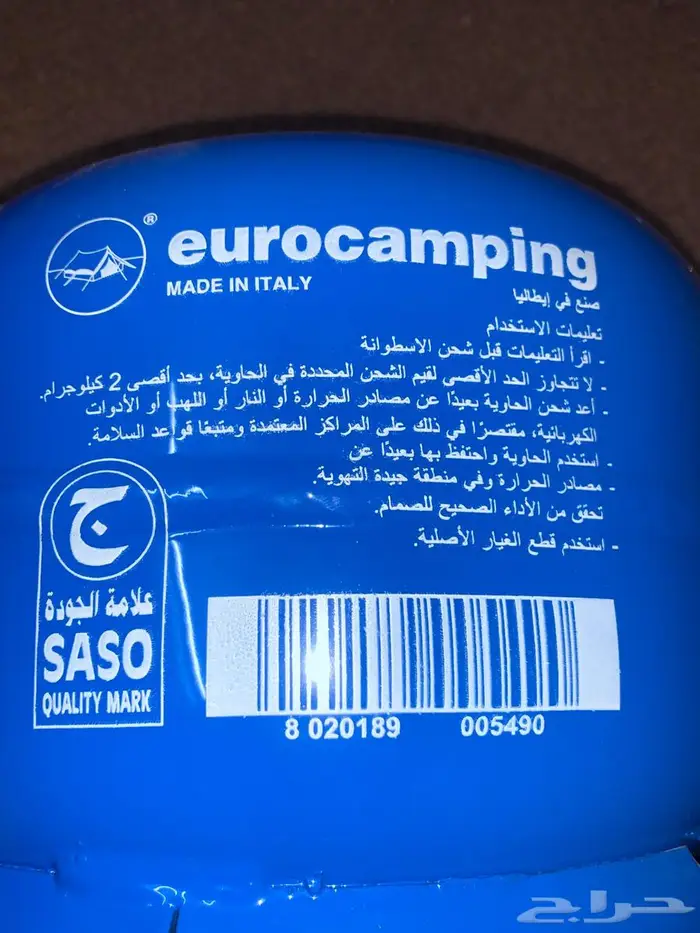 eurocamping®
MADE IN ITALY
صنع في إيطاليا
تعليمات الاستخدام
- اقرأ التعليمات قبل شحن الاسطوانة
- لا تتجاوز الحد الأقصى لقيم الشحن المحددة في الحاوية، بحد أقصى 2 كيلوجرام.
- أعد شحن الحاوية بعيدًا عن مصادر الحرارة أو النار أو اللهب أو الأدوات
الكهربائية، مقتصرًا في ذلك على المراكز المعتمدة ومتبعًا قواعد السلامة.
- استخدم الحاوية واحتفظ بها بعيدًا عن
- مصادر الحرارة وفي منطقة جيدة التهوية.
تحقق من الأداء الصحيح للصمام.
- استخدم قطع الغيار الأصلية.
ج
علامة الجودة
SASO
QUALITY MARK
8 020189 005490
حراج